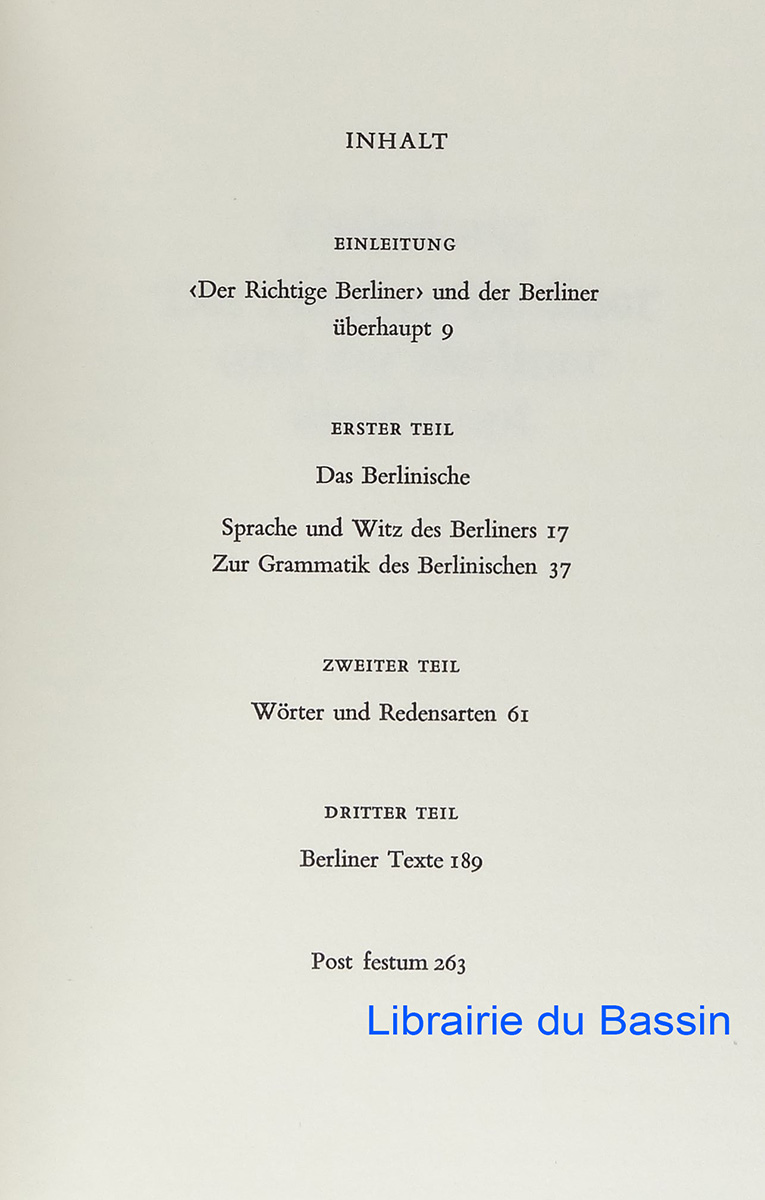 INHALT
EINLEITUNG
‹Der Richtige Berliner› und der Berliner
überhaupt 9
ERSTER TEIL
Das Berlinische
Sprache und Witz des Berliners 17
Zur Grammatik des Berlinischen 37
ZWEITER TEIL
Wörter und Redensarten 61
DRITTER TEIL
Berliner Texte 189
Post festum 263
Librairie du Bassin